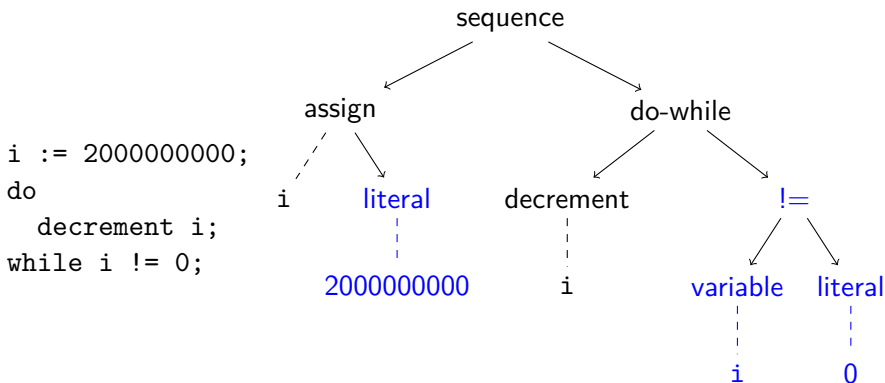 sequence
assign do-while
i := 2000000000;
do
  decrement i;
while i != 0;
i literal decrement !=
2000000000 i variable literal
i 0